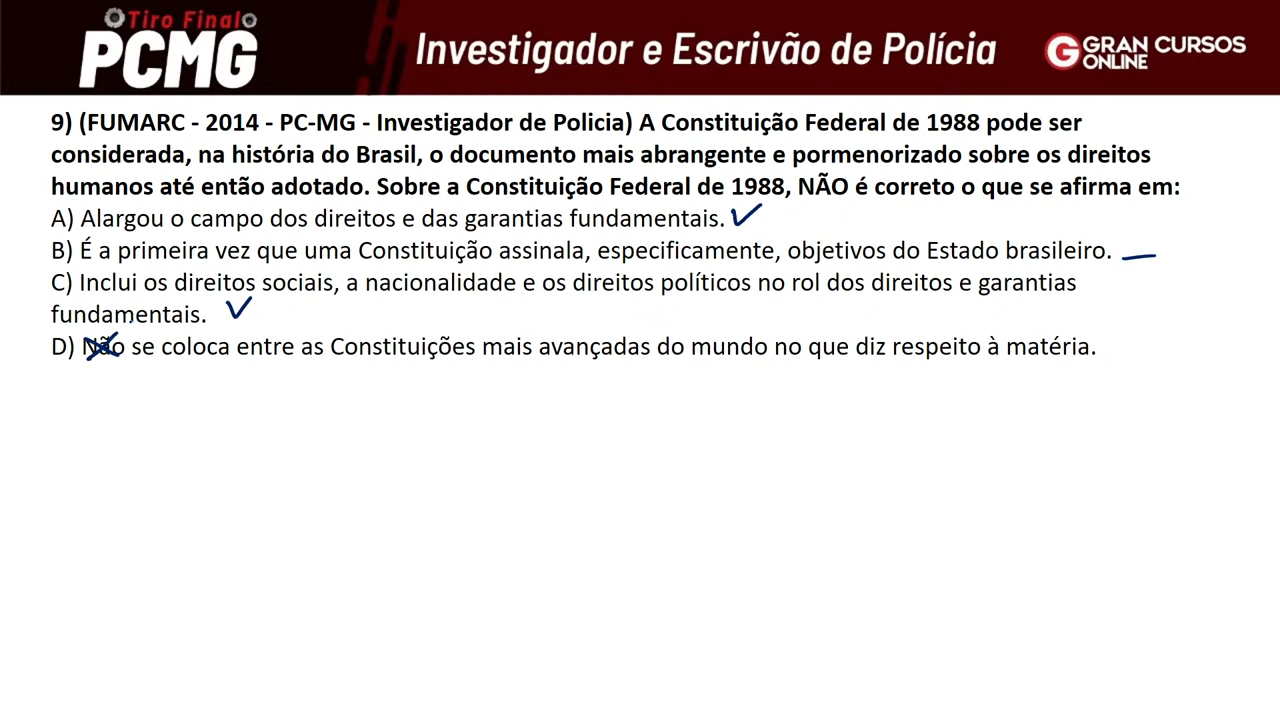 Tiro Final
PCMG
Investigador e Escrivão de Polícia
G GRAN CURSOS
ONLINE
9) (FUMARC - 2014 - PC-MG - Investigador de Policia) A Constituição Federal de 1988 pode ser
considerada, na história do Brasil, o documento mais abrangente e pormenorizado sobre os direitos
humanos até então adotado. Sobre a Constituição Federal de 1988, NÃO é correto o que se afirma em:
A) Alargou o campo dos direitos e das garantias fundamentais.
B) É a primeira vez que uma Constituição assinala, especificamente, objetivos do Estado brasileiro.
C) Inclui os direitos sociais, a nacionalidade e os direitos políticos no rol dos direitos e garantias
fundamentais.
D) Não se coloca entre as Constituições mais avançadas do mundo no que diz respeito à matéria.